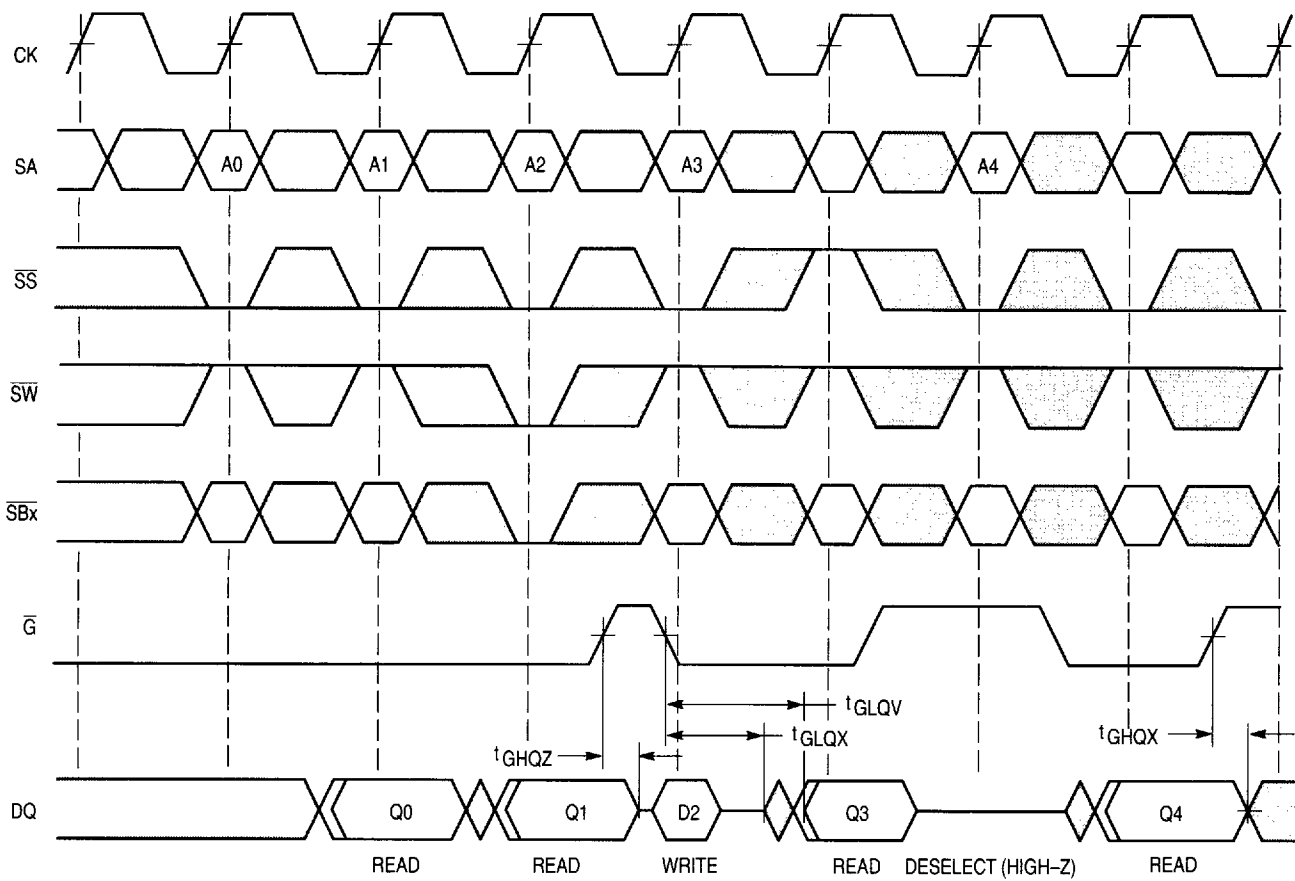 CK
SA A0 A1 A2 A3 A4
SS
SW
SBx
G
tGLQV
tGLQX
tGHQZ
tGHQX
DQ Q0 Q1 D2 Q3 Q4
READ READ WRITE READ DESELECT (HIGH–Z) READ